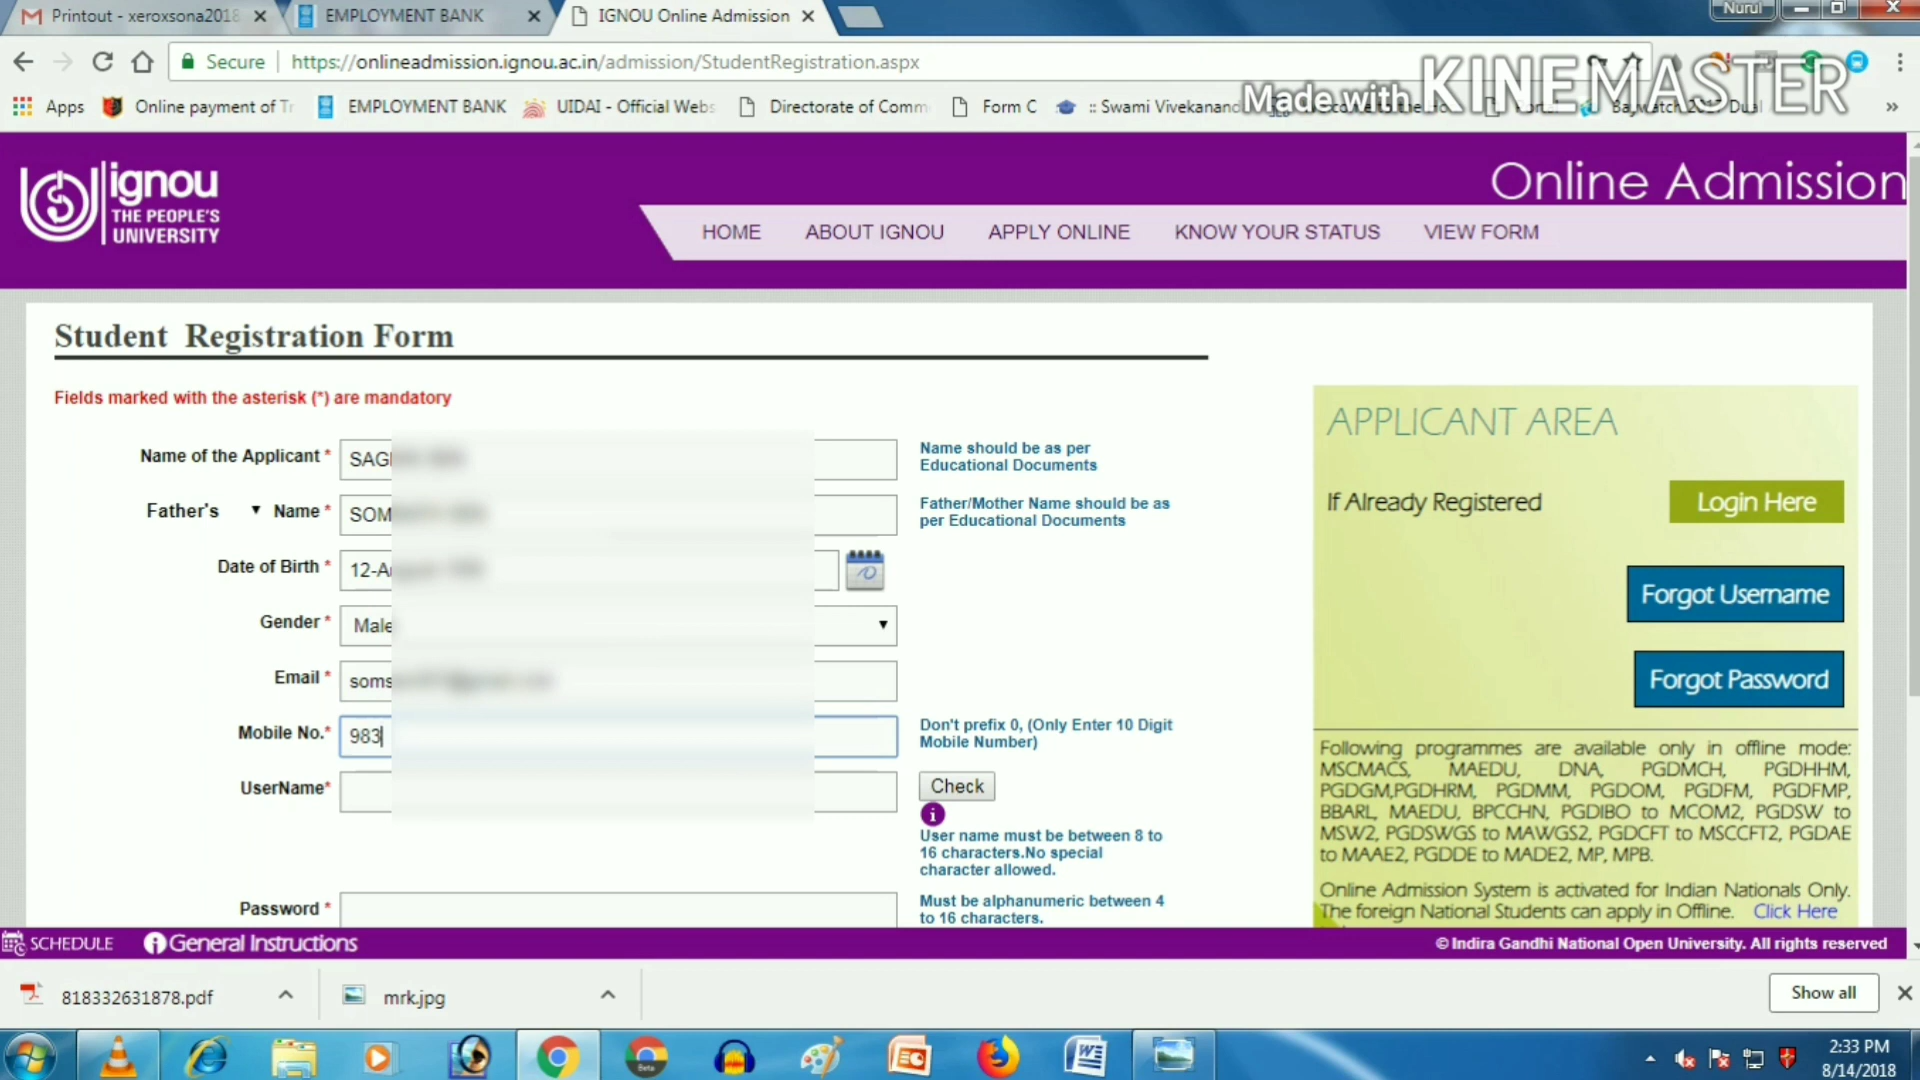 Printout - xeroxsona2018
EMPLOYMENT BANK
IGNOU Online Admission
Nurul
Secure
https://onlineadmission.ignou.ac.in/admission/StudentRegistration.aspx
Made with KINEMASTER
Apps
Online payment of Tr
EMPLOYMENT BANK
UIDAI - Official Webs
Directorate of Comm
Form C
:: Swami Vivekanand
Baywatch 2017 Dual
ignou
THE PEOPLE'S
UNIVERSITY
Online Admission
HOME ABOUT IGNOU APPLY ONLINE KNOW YOUR STATUS VIEW FORM
Student Registration Form
Fields marked with the asterisk (*) are mandatory
Name of the Applicant *
SAG
Name should be as per
Educational Documents
Father's Name *
SOM
Father/Mother Name should be as
per Educational Documents
Date of Birth *
12-A
Gender *
Male
Email *
soms
Mobile No.*
983
Don't prefix 0, (Only Enter 10 Digit
Mobile Number)
UserName*
Check
User name must be between 8 to
16 characters.No special
character allowed.
Password *
Must be alphanumeric between 4
to 16 characters.
APPLICANT AREA
If Already Registered
Login Here
Forgot Username
Forgot Password
Following programmes are available only in offline mode:
MSCMACS, MAEDU, DNA, PGDMCH, PGDHHM,
PGDGM,PGDHRM, PGDMM, PGDOM, PGDFM, PGDFMP,
BBARL, MAEDU, BPCCHN, PGDIBO to MCOM2, PGDSW to
MSW2, PGDSWGS to MAWGS2, PGDCFT to MSCCFT2, PGDAE
to MAAE2, PGDDE to MADE2, MP, MPB.
Online Admission System is activated for Indian Nationals Only.
The foreign National Students can apply in Offline. Click Here
SCHEDULE
General Instructions
© Indira Gandhi National Open University. All rights reserved
818332631878.pdf
mrk.jpg
Show all
Beta
2:33 PM
8/14/2018